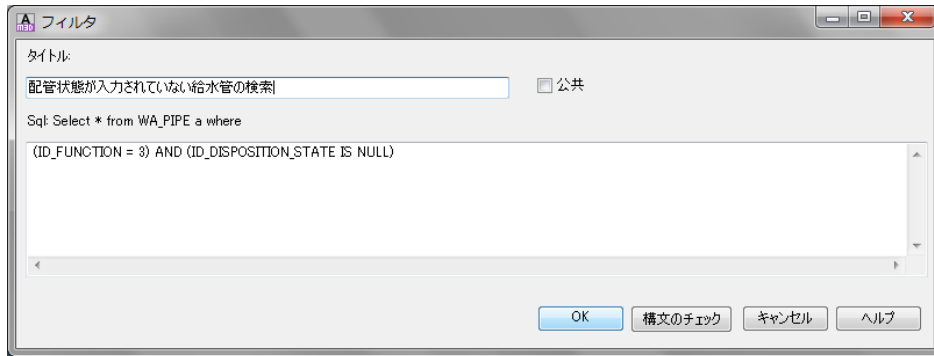 フィルタ
タイトル:
配管状態が入力されていない給水管の検索
公共
Sql: Select * from WA_PIPE a where
(ID_FUNCTION = 3) AND (ID_DISPOSITION_STATE IS NULL)
OK 構文のチェック キャンセル ヘルプ